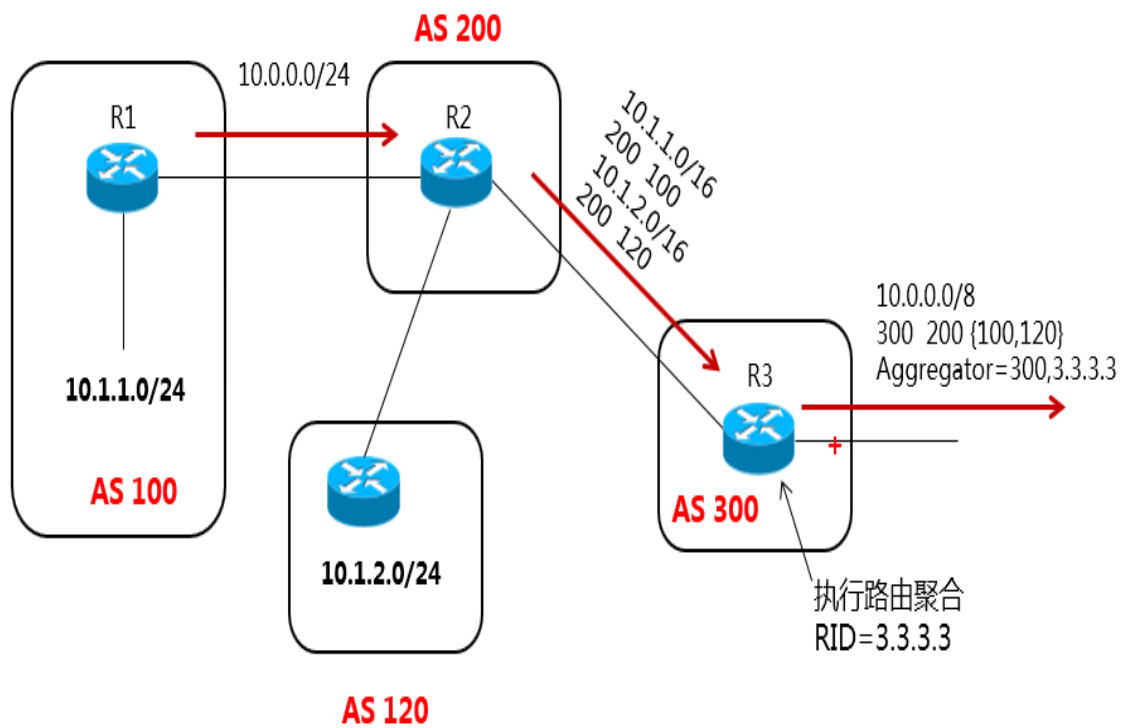 AS 200
10.0.0.0/24
R1
R2
10.1.1.0/16
200 100
10.1.2.0/16
200 120
10.1.1.0/24
AS 100
10.0.0.0/8
300 200 {100,120}
Aggregator=300,3.3.3.3
R3
+
AS 300
10.1.2.0/24
执行路由聚合
RID=3.3.3.3
AS 120